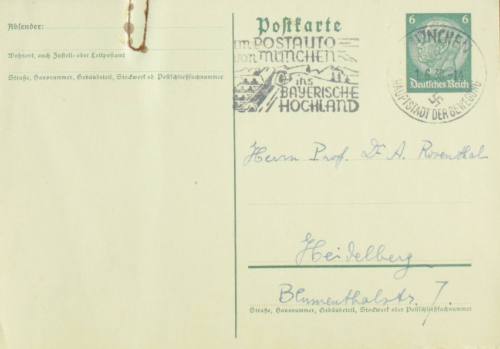 Absender:
Wohnort, auch Zustell- oder Leitpostamt
Straße, Hausnummer, Gebäudeteil, Stockwerk od. Postschließfachnummer
Postkarte
im POSTAUTO
von MÜNCHEN
ins
BAYERISCHE
HOCHLAND
6 6
Deutsches Reich
MÜNCHEN
HAUPTSTADT DER BEWEGUNG
Herrn Prof. Dr A. Rosenthal
Heidelberg
Blumenthalstr. 7.
Straße, Hausnummer, Gebäudeteil, Stockwerk oder Postschließfachnummer